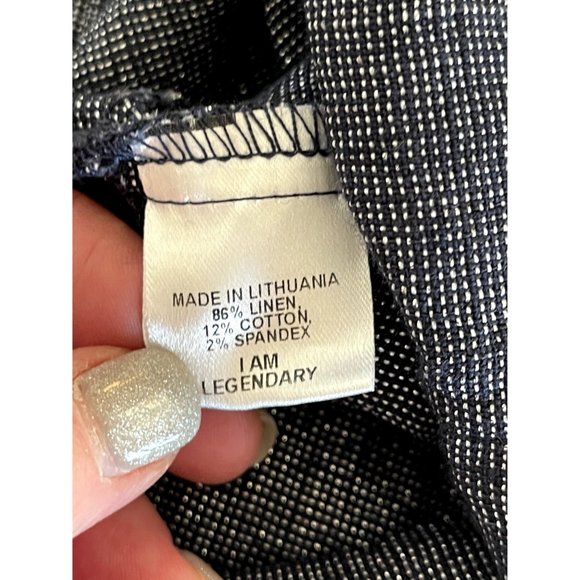 MADE IN LITHUANIA
86% LINEN,
12% COTTON,
2% SPANDEX
I AM
LEGENDARY